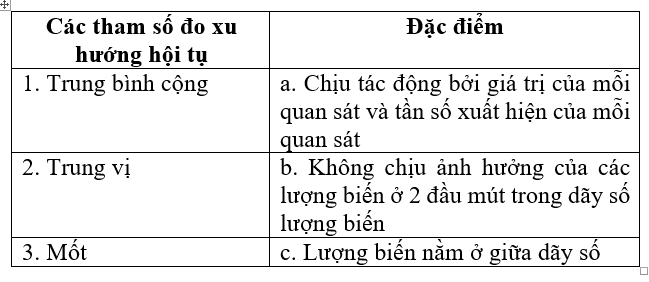 Các tham số đo xu
hướng hội tụ
Đặc điểm
1. Trung bình cộng
a. Chịu tác động bởi giá trị của mỗi
quan sát và tần số xuất hiện của mỗi
quan sát
2. Trung vị
b. Không chịu ảnh hưởng của các
lượng biến ở 2 đầu mút trong dãy số
lượng biến
3. Mốt
c. Lượng biến nằm ở giữa dãy số